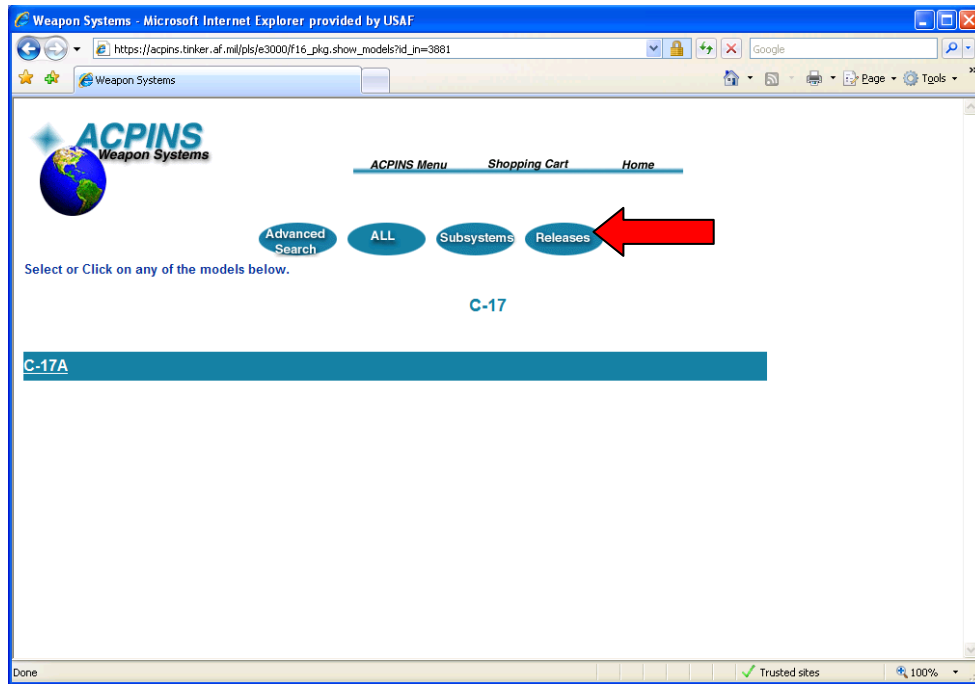 Weapon Systems - Microsoft Internet Explorer provided by USAF
https://acpins.tinker.af.mil/pls/e3000/f16_pkg.show_models?id_in=3881
Google
Weapon Systems
Page
Tools
»
ACPINS
Weapon Systems
ACPINS Menu Shopping Cart Home
Advanced Search ALL Subsystems Releases
Select or Click on any of the models below.
C-17
C-17A
Done
Trusted sites
100%